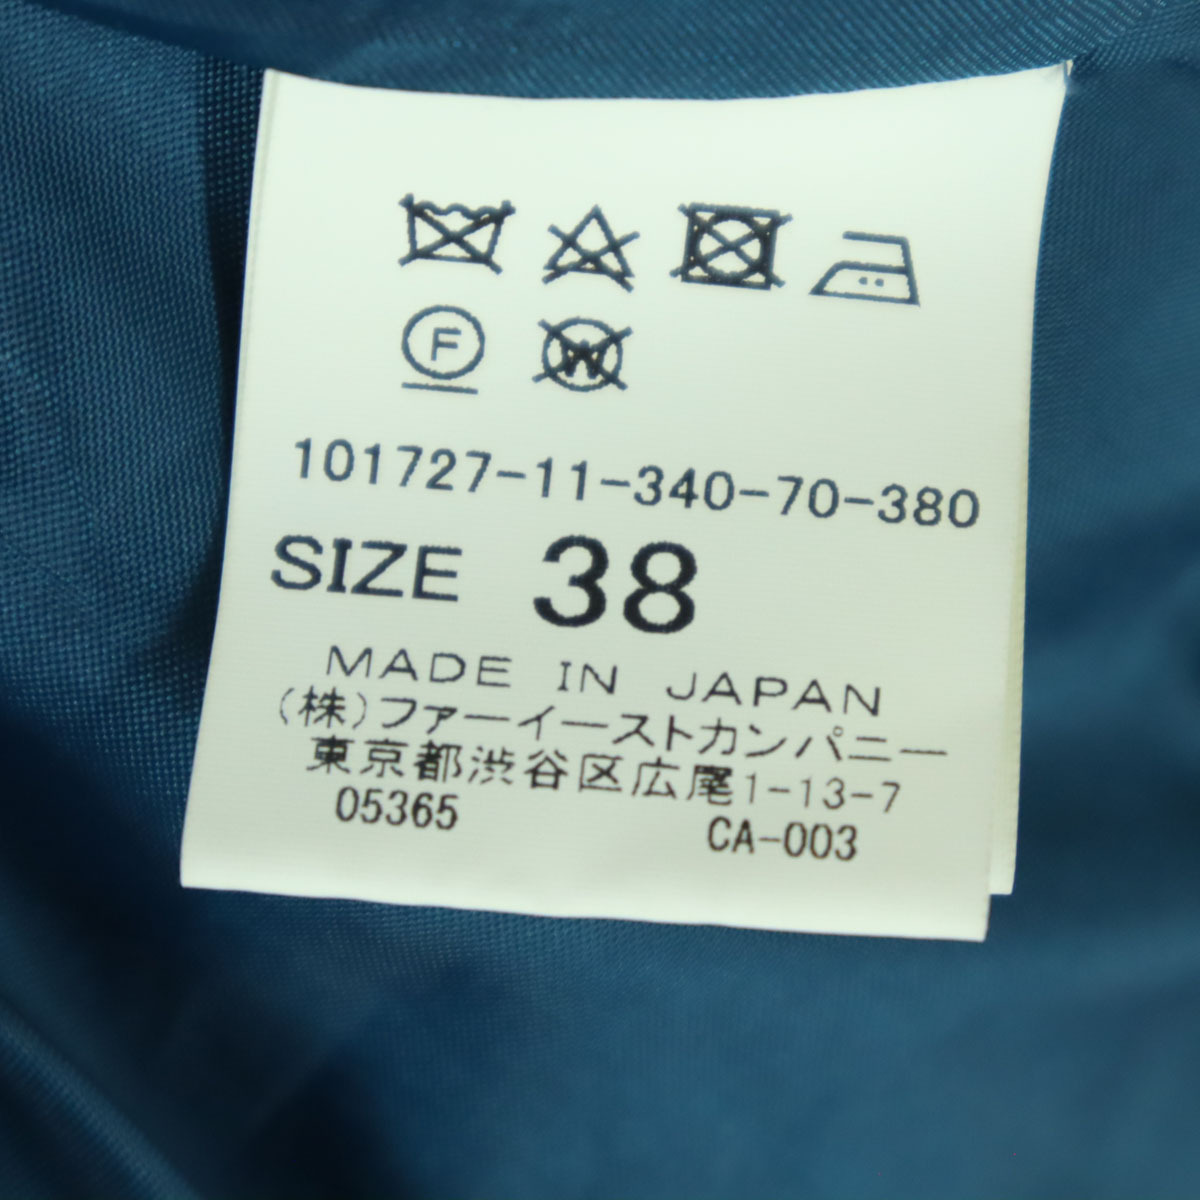 F W
101727-11-340-70-380
SIZE 38
MADE IN JAPAN
(株)ファーイーストカンパニー
東京都渋谷区広尾1-13-7
05365 CA-003